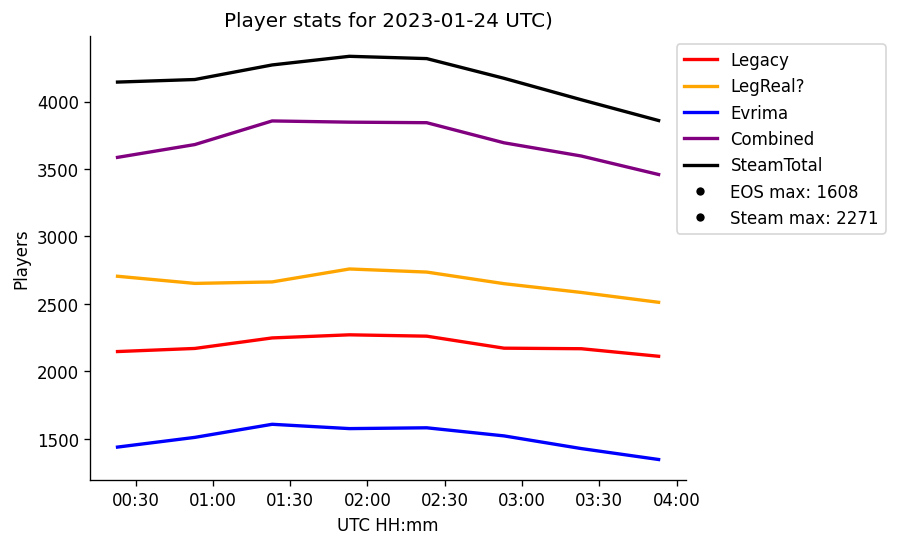 Player stats for 2023-01-24 UTC)
Legacy
LegReal?
Evrima
Combined
SteamTotal
EOS max: 1608
Steam max: 2271
Players
4000
3500
3000
2500
2000
1500
00:30 01:00 01:30 02:00 02:30 03:00 03:30 04:00
UTC HH:mm